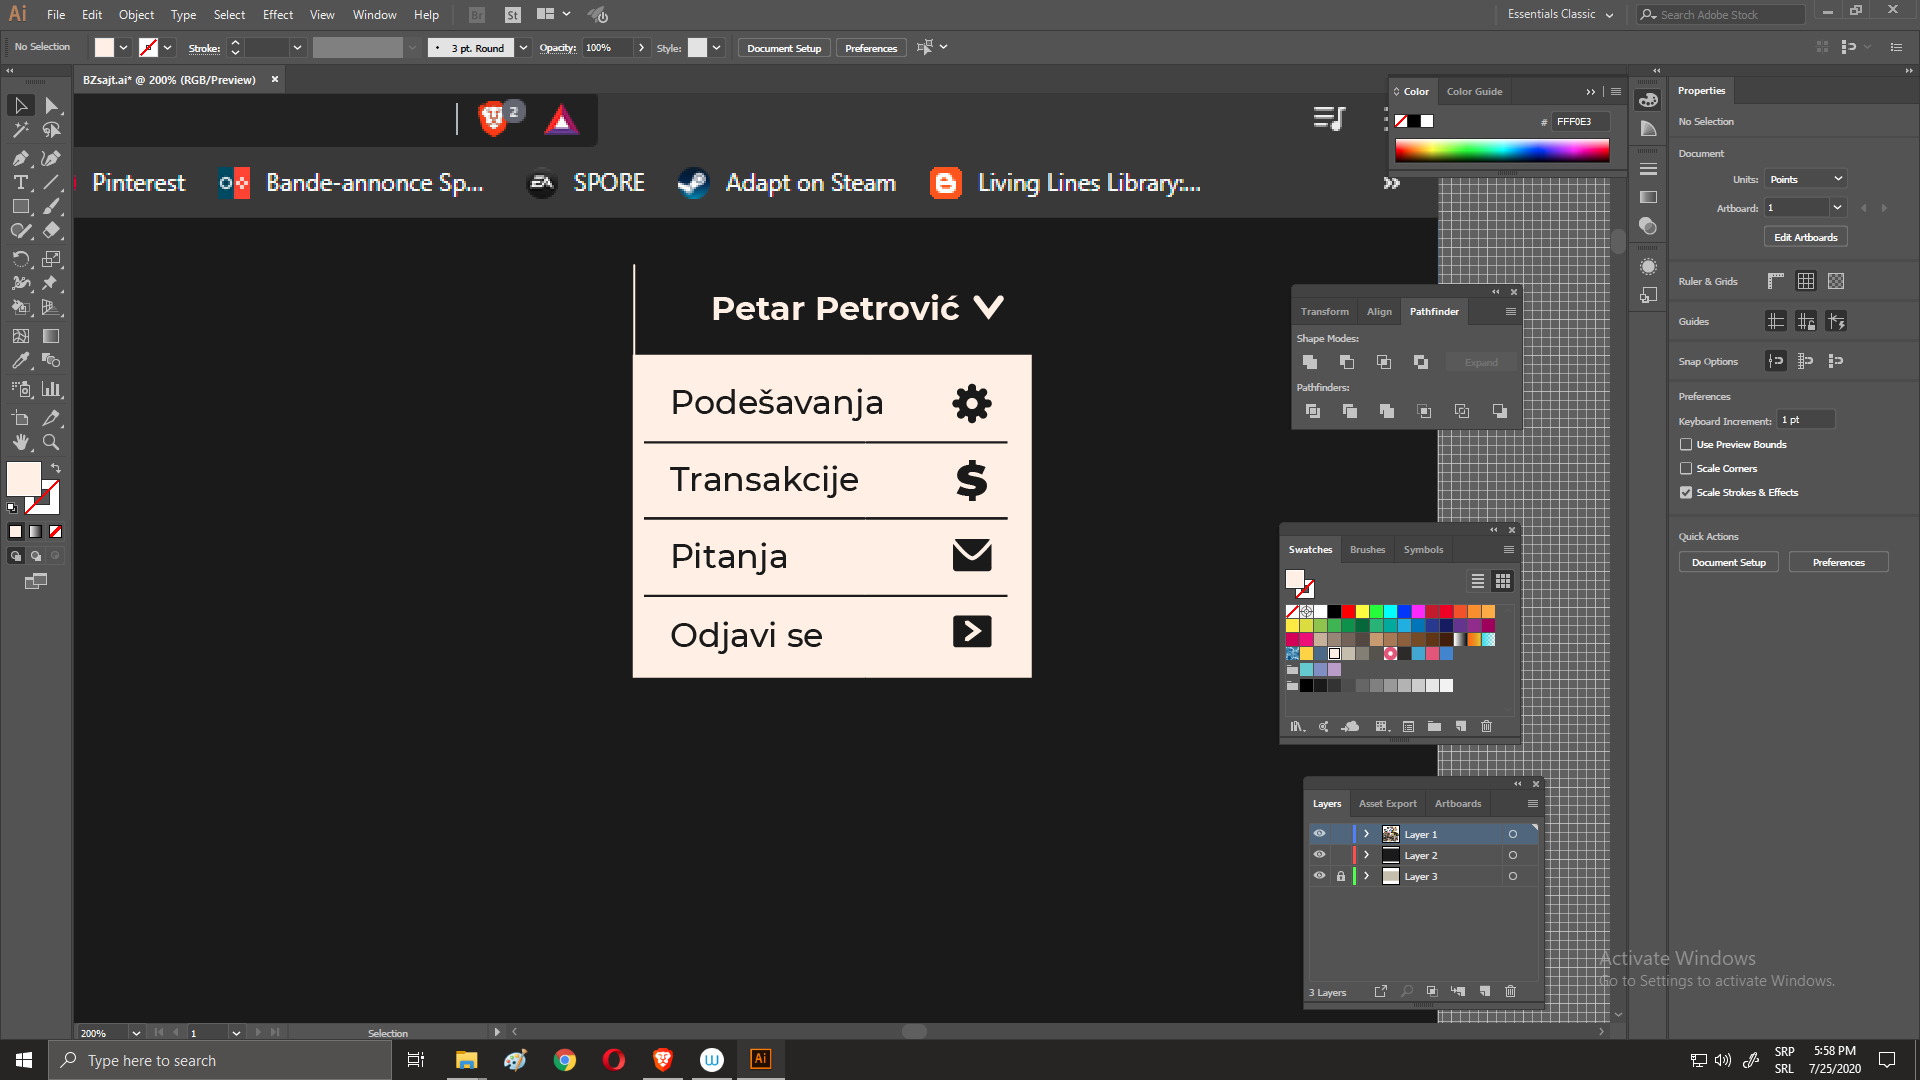 Ai File Edit Object Type Select Effect View Window Help Br St Essentials Classic Search Adobe Stock
No Selection Stroke: 3 pt. Round Opacity: 100% Style: Document Setup Preferences
BZsajt.ai* @ 200% (RGB/Preview)
2
Pinterest Bande-annonce Sp... EA SPORE Adapt on Steam Living Lines Library:...
Petar Petrović
Podešavanja
Transakcije
$
Pitanja
Odjavi se
Color Color Guide
# FFF0E3
Transform Align Pathfinder
Shape Modes:
Expand
Pathfinders:
Swatches Brushes Symbols
Layers Asset Export Artboards
Layer 1
Layer 2
Layer 3
3 Layers
Properties
No Selection
Document
Units: Points
Artboard: 1
Edit Artboards
Ruler & Grids
Guides
Snap Options
Preferences
Keyboard Increment: 1 pt
Use Preview Bounds
Scale Corners
Scale Strokes & Effects
Quick Actions
Document Setup Preferences
Activate Windows
Go to Settings to activate Windows.
200% 1 Selection
Type here to search
W
Ai
SRP
SRL
5:58 PM
7/25/2020